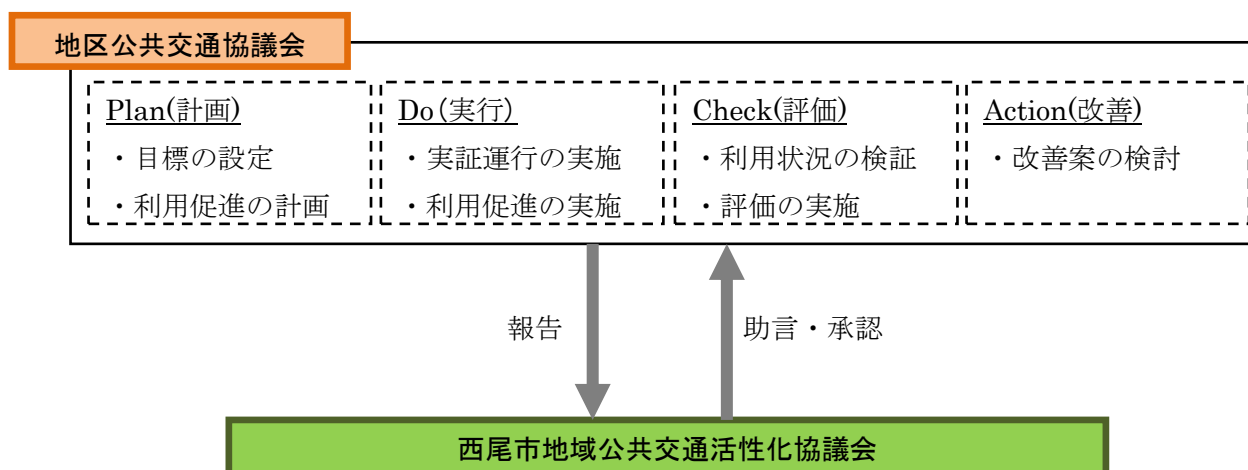 地区公共交通協議会
Plan(計画)
・目標の設定
・利用促進の計画
Do(実行)
・実証運行の実施
・利用促進の実施
Check(評価)
・利用状況の検証
・評価の実施
Action(改善)
・改善案の検討
報告
助言・承認
西尾市地域公共交通活性化協議会